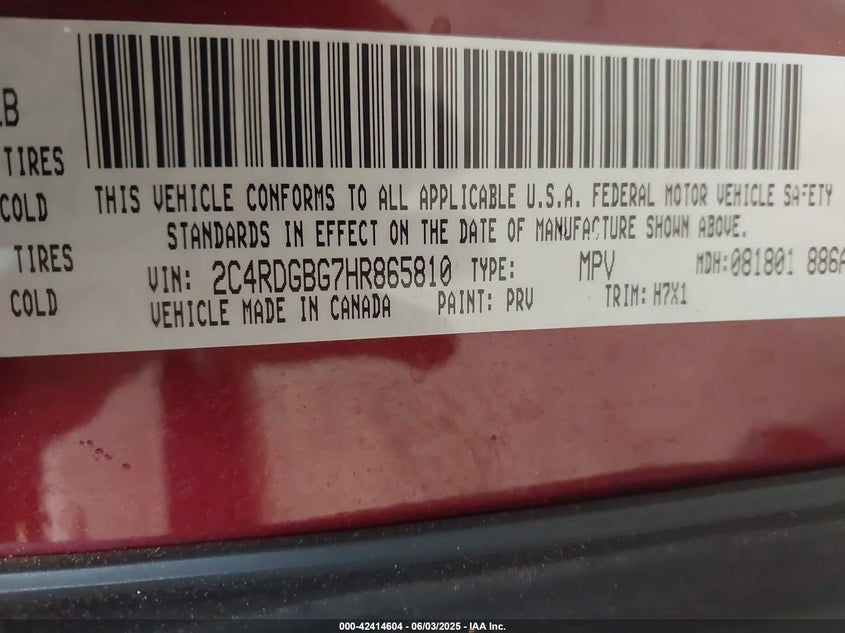 LB
TIRES
COLD
TIRES
COLD
THIS VEHICLE CONFORMS TO ALL APPLICABLE U.S.A. FEDERAL MOTOR VEHICLE SAFETY
STANDARDS IN EFFECT ON THE DATE OF MANUFACTURE SHOWN ABOVE.
VIN: 2C4RDGBG7HR865810 TYPE: MPV MDH:081801 886A
VEHICLE MADE IN CANADA PAINT: PRV TRIM: H7X1
000-42414604 | 06/03/2025 - IAA Inc.